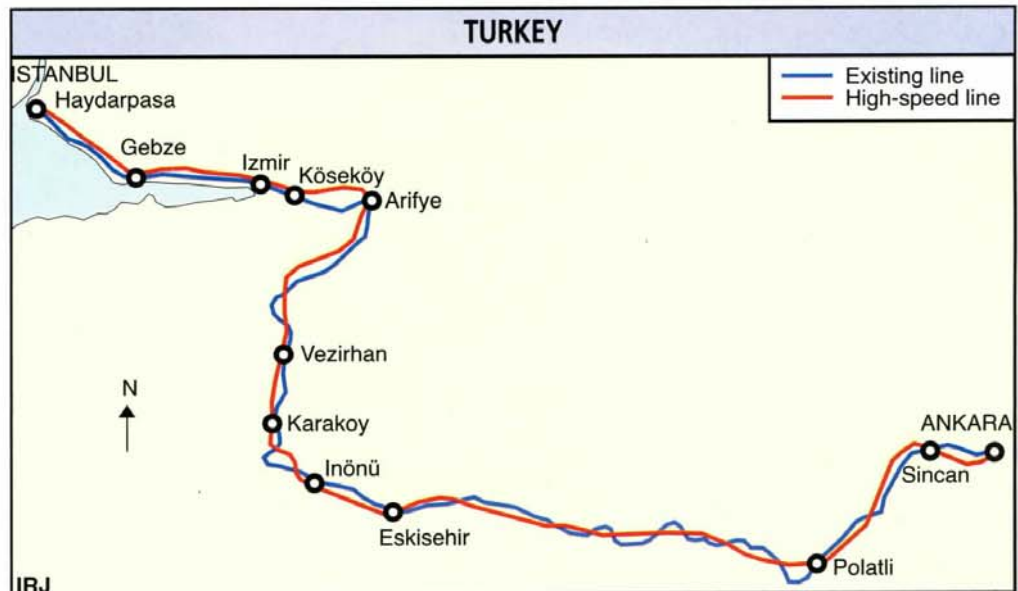 TURKEY
Existing line
High-speed line
ISTANBUL
Haydarpasa
Gebze
Izmir
Köseköy
Arifye
Vezirhan
N
Karakoy
Inönü
Eskisehir
ANKARA
Sincan
Polatli
IRJ